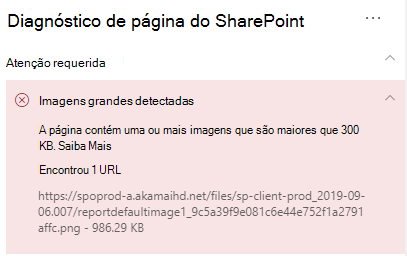 Diagnóstico de página do SharePoint
Atenção requerida
Imagens grandes detectadas
A página contém uma ou mais imagens que são maiores que 300
KB. Saiba Mais
Encontrou 1 URL
https://spoprod-a.akamaihd.net/files/sp-client-prod_2019-09-
06.007/reportdefaultimage1_9c5a39f9e081c6e44e752f1a2791
affc.png - 986.29 KB